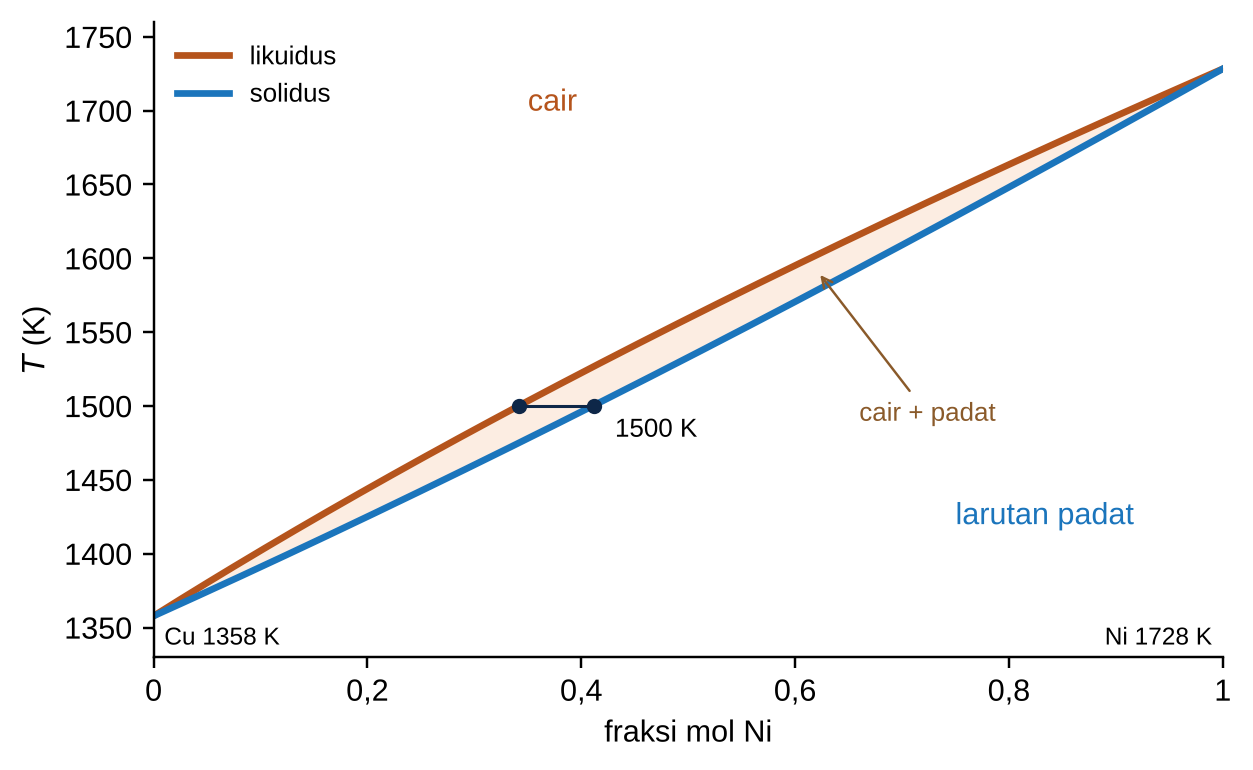 1750
1700
1650
1600
1550
1500
1450
1400
1350
T (K)
likuidus
solidus
cair
1500 K
cair + padat
larutan padat
Cu 1358 K
Ni 1728 K
0
0,2
0,4
0,6
0,8
1
fraksi mol Ni